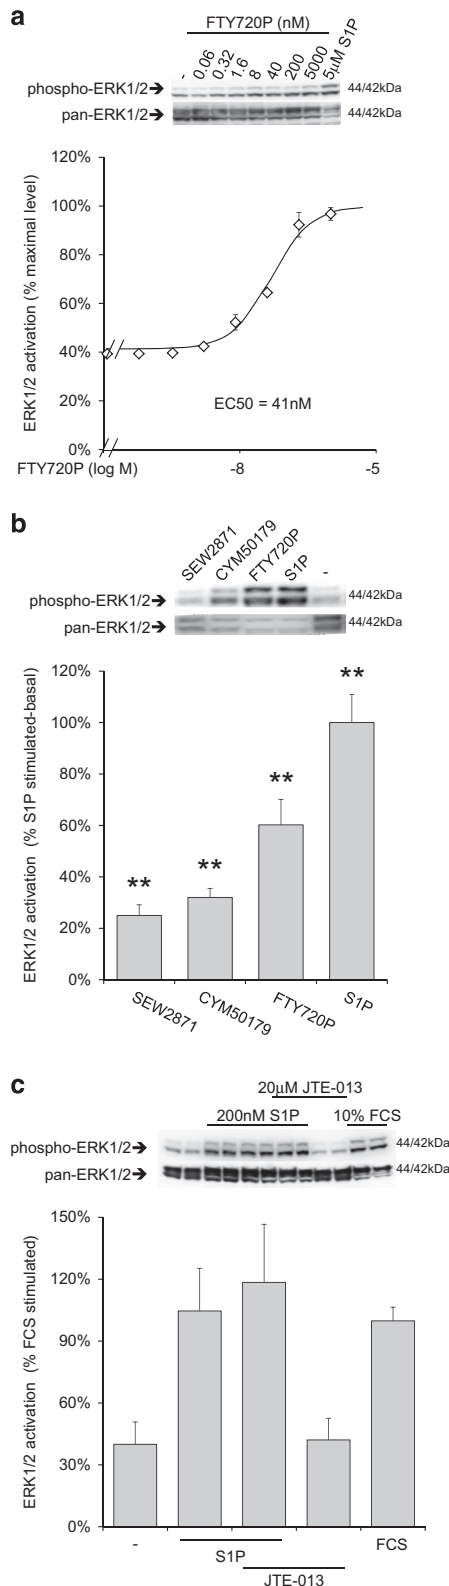 a
FTY720P (nM)
- 0.06 0.32 1.6 8 40 200 5000 5μM S1P
phospho-ERK1/2➔ 44/42kDa
pan-ERK1/2➔ 44/42kDa
ERK1/2 activation (% maximal level)
120%
100%
80%
60%
40%
20%
0%
EC50 = 41nM
FTY720P (log M) -8 -5
b
SEW2871 CYM50179 FTY720P S1P -
phospho-ERK1/2➔ 44/42kDa
pan-ERK1/2➔ 44/42kDa
ERK1/2 activation (% S1P stimulated-basal)
120%
100%
80%
60%
40%
20%
0%
** ** ** **
SEW2871 CYM50179 FTY720P S1P
c
20μM JTE-013
200nM S1P 10% FCS
phospho-ERK1/2➔ 44/42kDa
pan-ERK1/2➔ 44/42kDa
ERK1/2 activation (% FCS stimulated)
150%
120%
90%
60%
30%
0%
- FCS
S1P
JTE-013